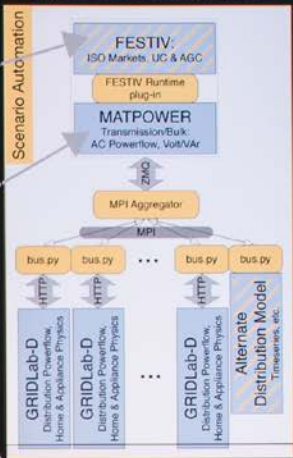 Scenario Automation
FESTIV:
ISO Markets, UC & AGC
FESTIV Runtime
plug-in
MATPOWER
Transmission/Bulk:
AC Powerflow, Volt/VAr
ZMQ
MPI Aggregator
MPI
bus.py
bus.py
• • •
bus.py
bus.py
HTTP
HTTP
HTTP
GRIDLab-D
Distribution Powerflow,
Home & Appliance Physics
GRIDLab-D
Distribution Powerflow,
Home & Appliance Physics
• • •
GRIDLab-D
Distribution Powerflow,
Home & Appliance Physics
Alternate
Distribution Model
Timeseries, etc.